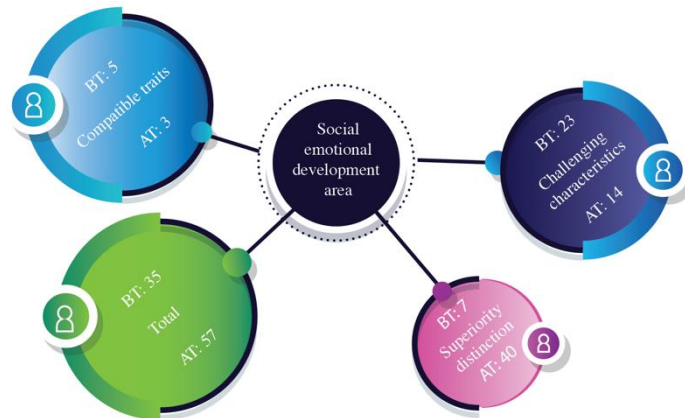 BT: 5
Compatible traits
AT: 3
Social
emotional
development
area
BT: 23
Challenging
characteristics
AT: 14
BT: 35
Total
AT: 57
BT: 7
Superiority
distinction
AT: 40